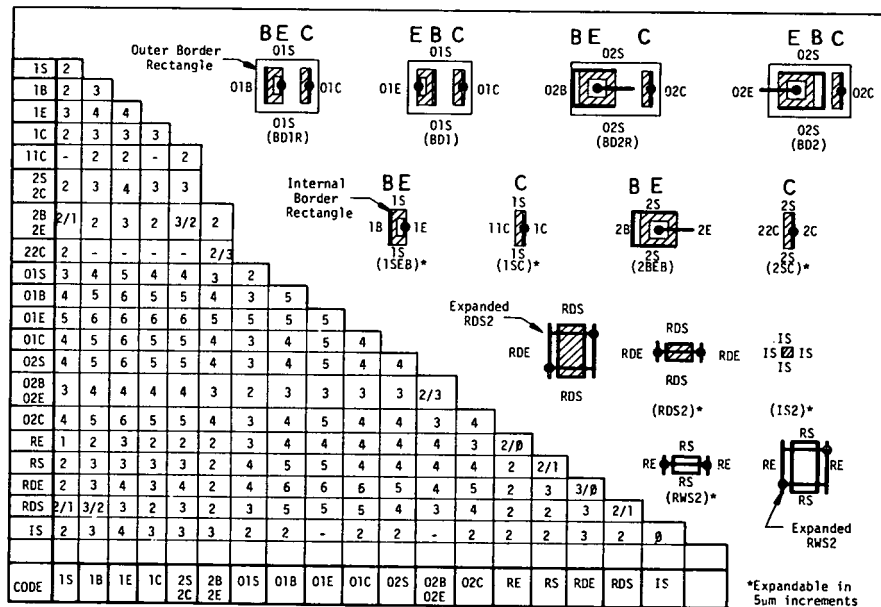 BE C E B C BE C E B C
Outer Border Rectangle
01S 01S 02S 02S
01B 01C 01E 01C 02B 02C 02E 02C
01S 01S 02S 02S
(BD1R) (BD1) (BD2R) (BD2)
Internal Border Rectangle
BE C B E C
1S 1S 2S 2S
1B 1E 11C 1C 2B 2E 22C 2C
1S 1S 2S 2S
(1SEB)* (1SC)* (2BEB) (2SC)*
Expanded RDS2
RDS RDS IS
RDE RDE RDE IS IS
RDS IS
(RDS2)* (IS2)*
RS RS
RE RE RE RE
RS RS
(RWS2)*
Expanded RWS2
1S 2
1B 2 3
1E 3 4 4
1C 2 3 3 3
11C - 2 2 - 2
2S 2C 2 3 4 3 3
2B 2E 2/1 2 3 2 3/2 2
22C 2 - - - - 2/3
01S 3 4 5 4 4 3 2
01B 4 5 6 5 5 4 3 5
01E 5 6 6 6 6 5 5 5 5
01C 4 5 6 5 5 4 3 4 5 4
02S 4 5 6 5 5 4 3 4 5 4 4
02B 02E 3 4 4 4 4 3 2 3 3 3 3 2/3
02C 4 5 6 5 5 4 3 4 5 4 4 3 4
RE 1 2 3 2 2 2 3 4 4 4 4 4 3 2/Ø
RS 2 3 3 3 3 2 4 5 5 4 4 4 4 2 2/1
RDE 2 3 4 3 4 2 4 6 6 6 5 4 5 2 3 3/Ø
RDS 2/1 3/2 3 2 3 2 3 5 5 5 4 3 4 2 2 3 2/1
IS 2 3 4 3 3 3 2 2 - 2 2 - 2 2 2 3 2 Ø
CODE 1S 1B 1E 1C 2S 2C 2B 2E 01S 01B 01E 01C 02S 02B 02E 02C RE RS RDE RDS IS
*Expandable in
5µm increments